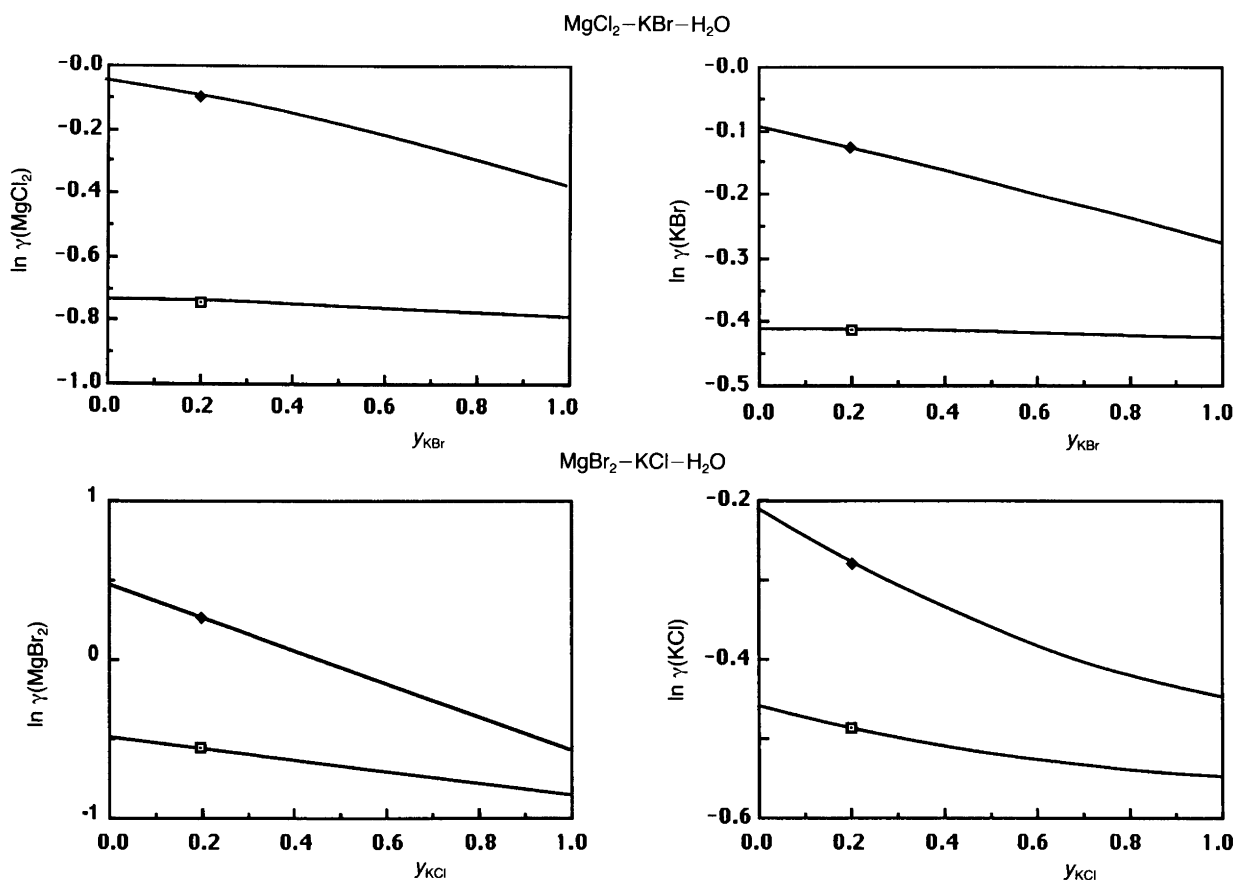 MgCl₂–KBr–H₂O
-0.0
-0.2
-0.4
-0.6
-0.8
-1.0
ln γ(MgCl₂)
0.0 0.2 0.4 0.6 0.8 1.0
yKBr
-0.0
-0.1
-0.2
-0.3
-0.4
-0.5
ln γ(KBr)
0.0 0.2 0.4 0.6 0.8 1.0
yKBr
MgBr₂–KCl–H₂O
1
0
-1
ln γ(MgBr₂)
0.0 0.2 0.4 0.6 0.8 1.0
yKCl
-0.2
-0.4
-0.6
ln γ(KCl)
0.0 0.2 0.4 0.6 0.8 1.0
yKCl